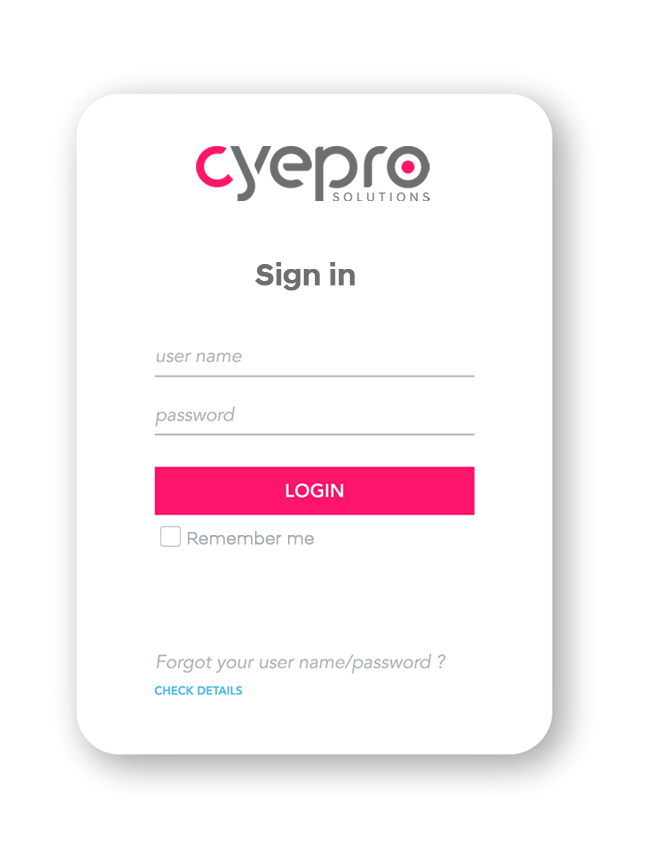 cyepro
SOLUTIONS
Sign in
user name
password
LOGIN
Remember me
Forgot your user name/password ?
CHECK DETAILS